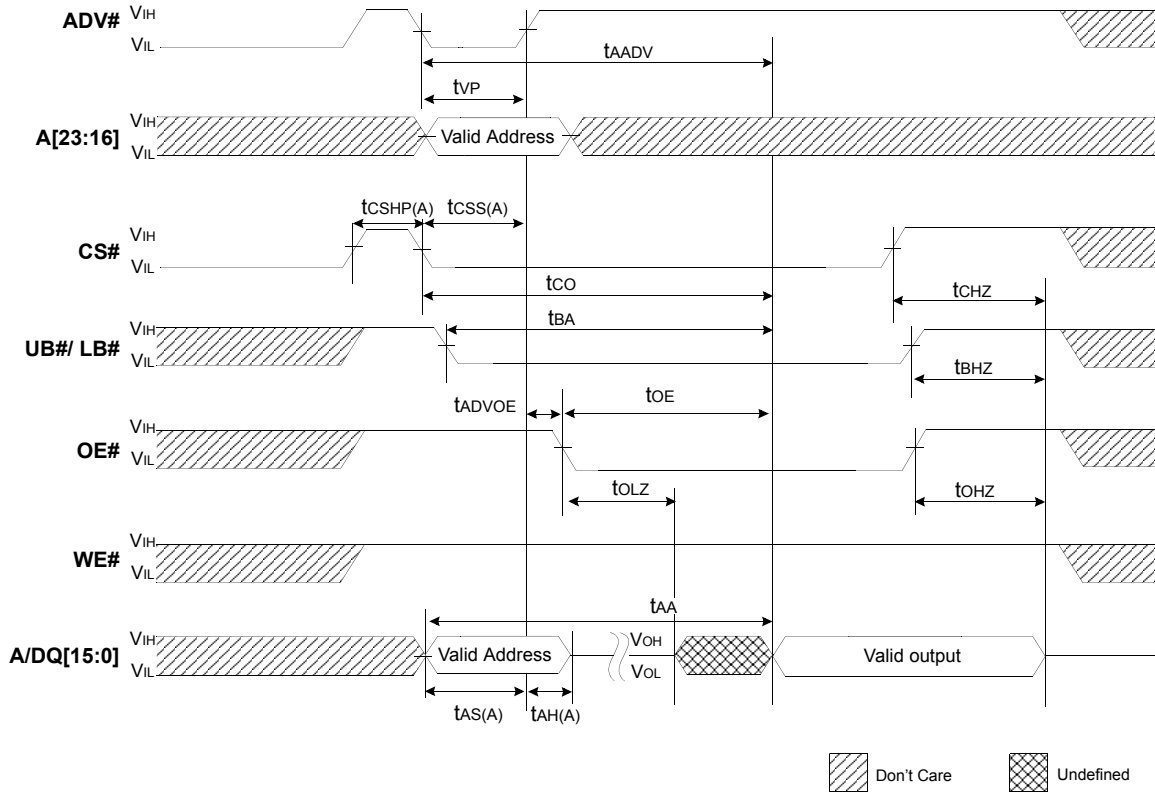 ADV# VIH
VIL
tAADV
tVP
A[23:16] VIH
VIL
Valid Address
tCSHP(A) tCSS(A)
CS# VIH
VIL
tCO
tCHZ
tBA
UB#/ LB# VIH
VIL
tBHZ
tADVOE tOE
OE# VIH
VIL
tOLZ tOHZ
WE# VIH
VIL
tAA
A/DQ[15:0] VIH
VIL
Valid Address
VOH
VOL
Valid output
tAS(A) tAH(A)
Don't Care Undefined